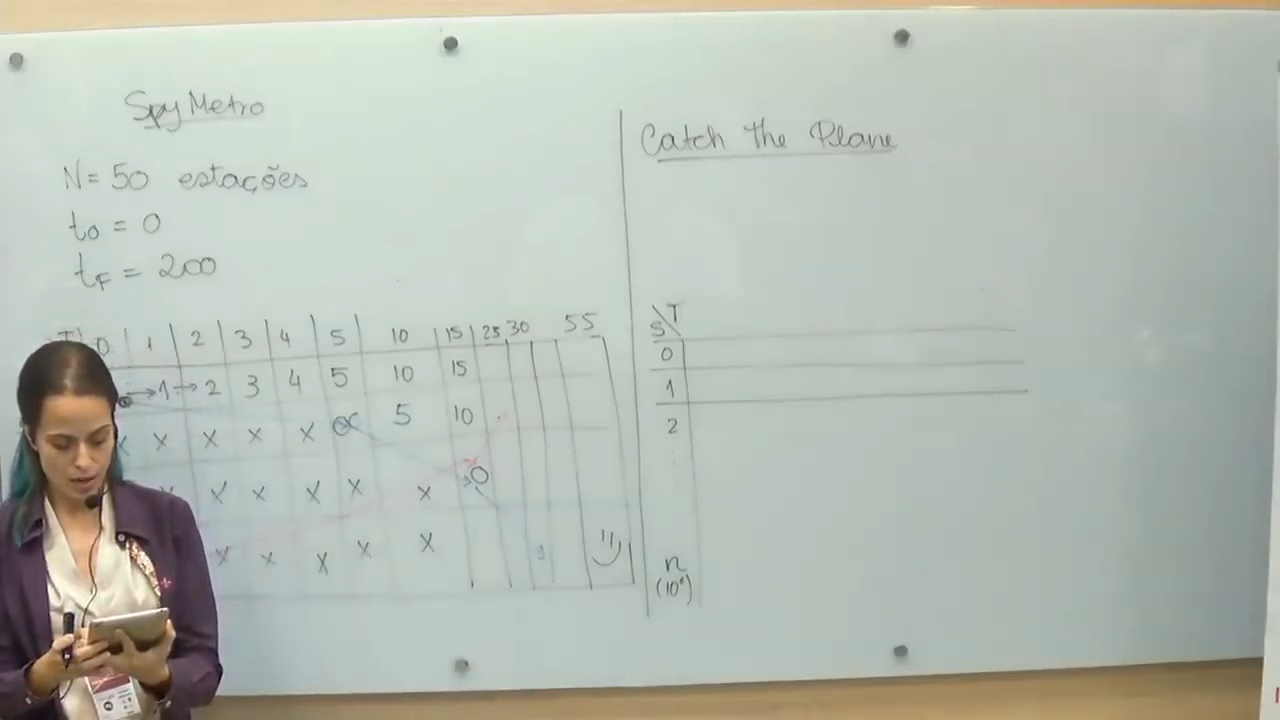 Spy Metro
N = 50 estações
t0 = 0
tF = 200
T 0 1 2 3 4 5 10 15 25 30 55
→1→ 2 3 4 5 10 15
x x x x x 5 10
x x x x x 0
x x x x x
Catch the Plane
S T
0
1
2
n
(10⁶)